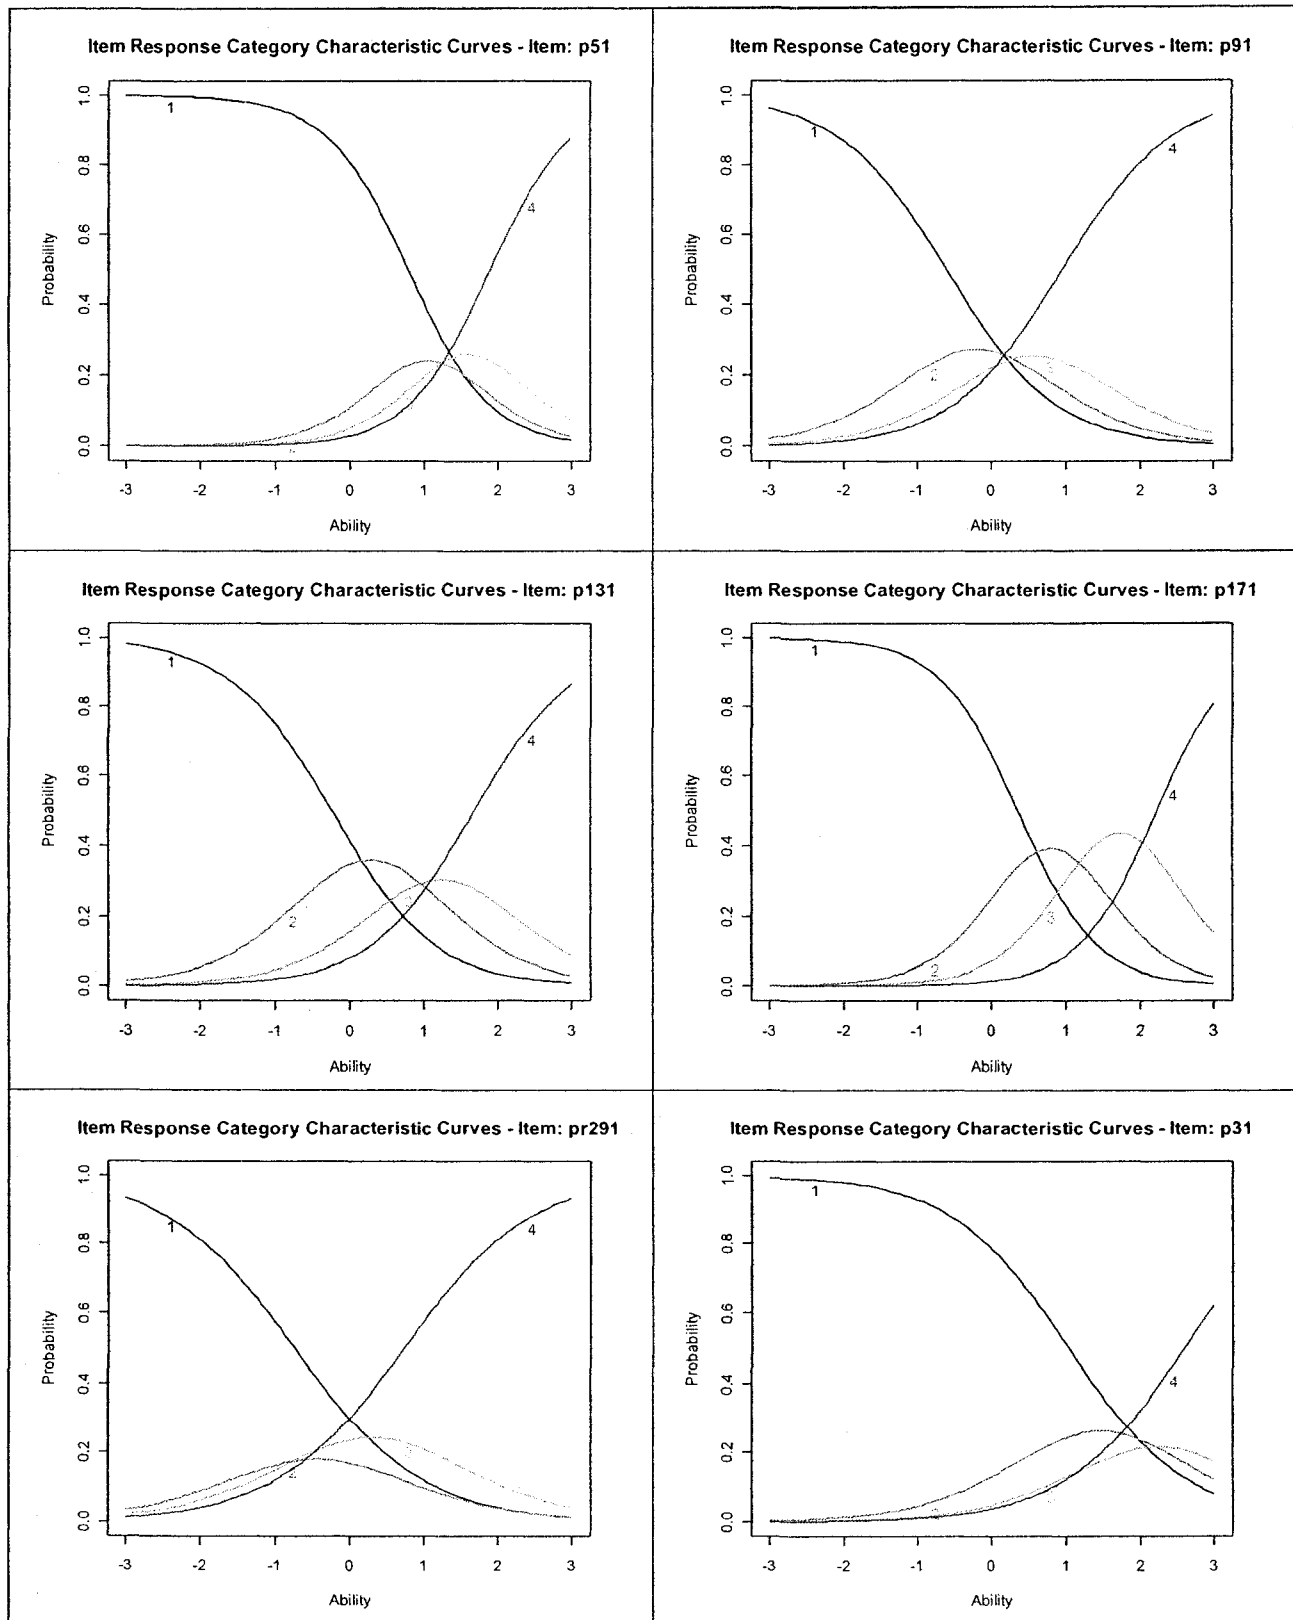 Item Response Category Characteristic Curves - Item: p51
1.0
0.8
0.6
0.4
0.2
0.0
Probability
1
4
-3 -2 -1 0 1 2 3
Ability
Item Response Category Characteristic Curves - Item: p91
1.0
0.8
0.6
0.4
0.2
0.0
Probability
1
4
2
3
-3 -2 -1 0 1 2 3
Ability
Item Response Category Characteristic Curves - Item: p131
1.0
0.8
0.6
0.4
0.2
0.0
Probability
1
4
2
-3 -2 -1 0 1 2 3
Ability
Item Response Category Characteristic Curves - Item: p171
1.0
0.8
0.6
0.4
0.2
0.0
Probability
1
4
3
2
-3 -2 -1 0 1 2 3
Ability
Item Response Category Characteristic Curves - Item: pr291
1.0
0.8
0.6
0.4
0.2
0.0
Probability
1
4
-3 -2 -1 0 1 2 3
Ability
Item Response Category Characteristic Curves - Item: p31
1.0
0.8
0.6
0.4
0.2
0.0
Probability
1
4
-3 -2 -1 0 1 2 3
Ability